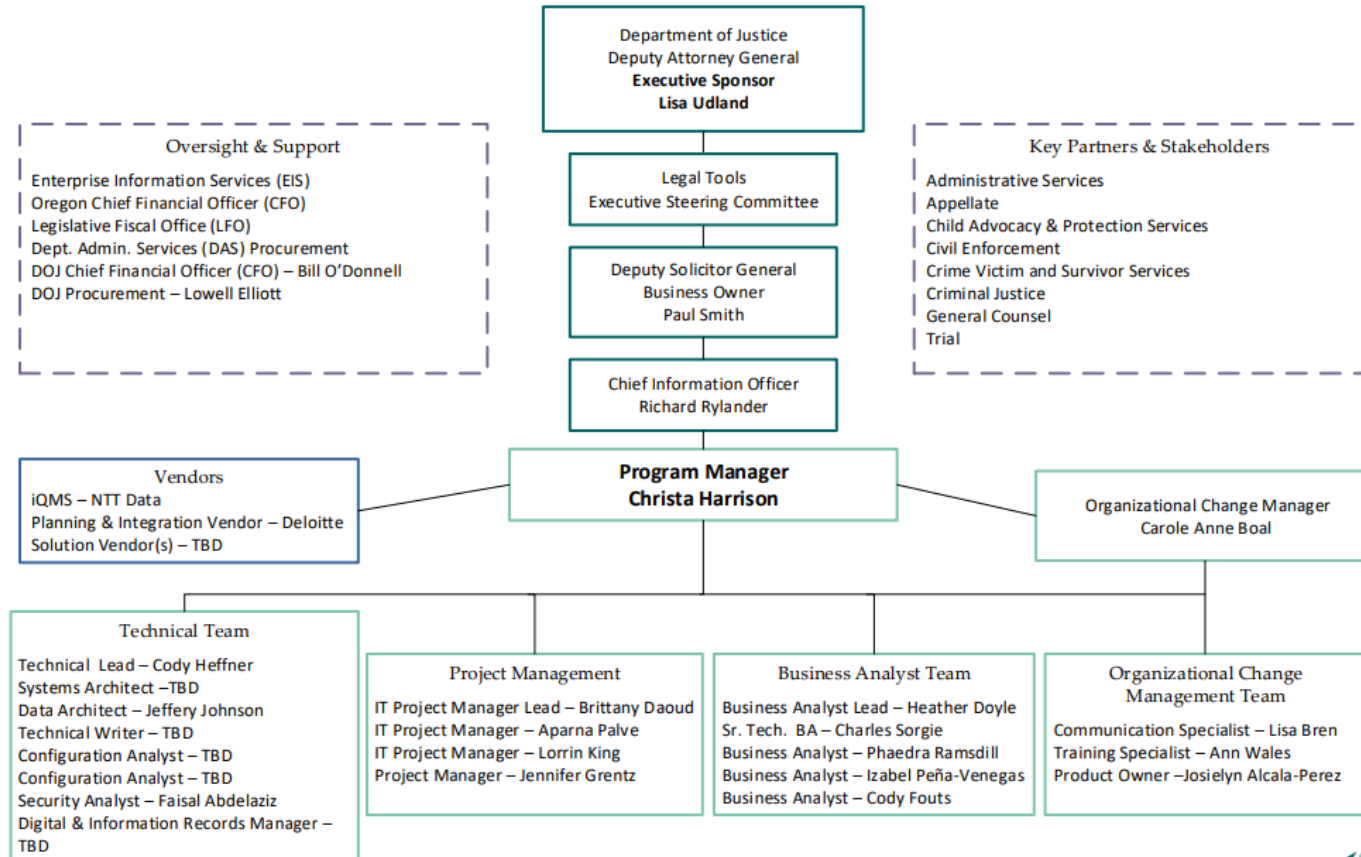 Department of Justice
Deputy Attorney General
Executive Sponsor
Lisa Udland
Oversight & Support
Enterprise Information Services (EIS)
Oregon Chief Financial Officer (CFO)
Legislative Fiscal Office (LFO)
Dept. Admin. Services (DAS) Procurement
DOJ Chief Financial Officer (CFO) – Bill O’Donnell
DOJ Procurement – Lowell Elliott
Legal Tools
Executive Steering Committee
Key Partners & Stakeholders
Administrative Services
Appellate
Child Advocacy & Protection Services
Civil Enforcement
Crime Victim and Survivor Services
Criminal Justice
General Counsel
Trial
Deputy Solicitor General
Business Owner
Paul Smith
Chief Information Officer
Richard Rylander
Vendors
iQMS – NTT Data
Planning & Integration Vendor – Deloitte
Solution Vendor(s) – TBD
Program Manager
Christa Harrison
Organizational Change Manager
Carole Anne Boal
Technical Team
Technical Lead – Cody Heffner
Systems Architect –TBD
Data Architect – Jeffery Johnson
Technical Writer – TBD
Configuration Analyst – TBD
Configuration Analyst – TBD
Security Analyst – Faisal Abdelaziz
Digital & Information Records Manager –
TBD
Project Management
IT Project Manager Lead – Brittany Daoud
IT Project Manager – Aparna Palve
IT Project Manager – Lorrin King
Project Manager – Jennifer Grentz
Business Analyst Team
Business Analyst Lead – Heather Doyle
Sr. Tech. BA – Charles Sorgie
Business Analyst – Phaedra Ramsdill
Business Analyst – Izabel Peña-Venegas
Business Analyst – Cody Fouts
Organizational Change
Management Team
Communication Specialist – Lisa Bren
Training Specialist – Ann Wales
Product Owner –Josielyn Alcala-Perez